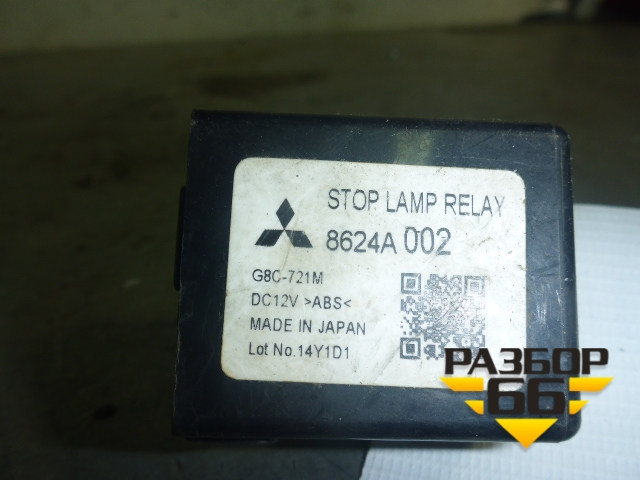 STOP LAMP RELAY
8624A 002
G8C-721M
DC12V >ABS<
MADE IN JAPAN
Lot No.14Y1D1
РАЗБОР
66